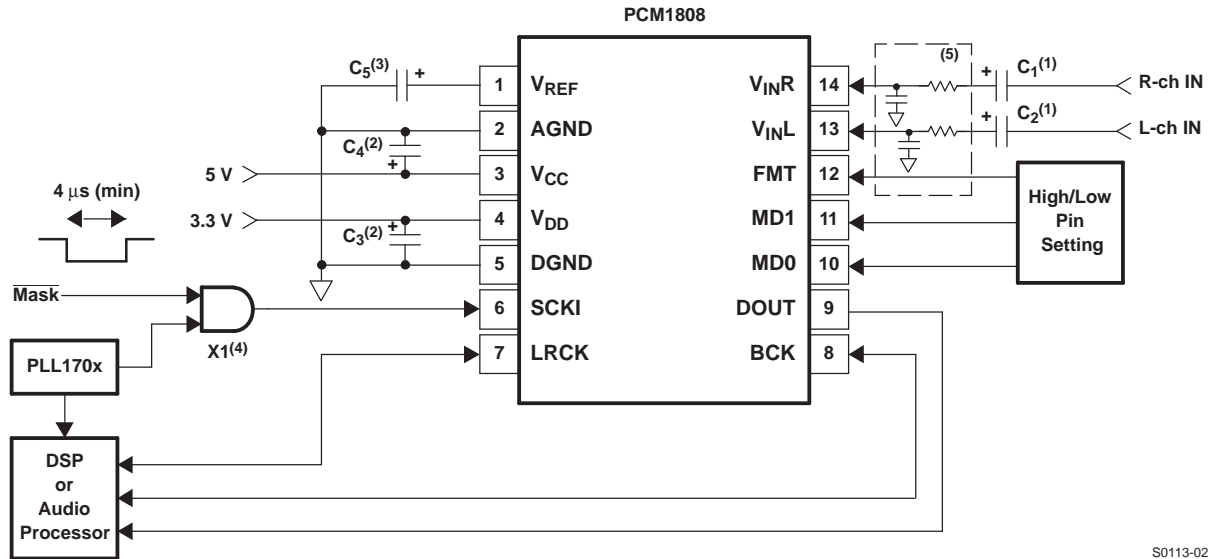 PCM1808
C5(3)
+
1
VREF
2
AGND
C4(2)
+
5 V
3
VCC
4 μs (min)
3.3 V
4
VDD
C3(2)
+
5
DGND
Mask
6
SCKI
X1(4)
7
LRCK
PLL170x
DSP
or
Audio
Processor
(5)
VINR
14
+
C1(1)
R-ch IN
VINL
13
+
C2(1)
L-ch IN
FMT
12
MD1
11
MD0
10
High/Low
Pin
Setting
DOUT
9
BCK
8
S0113-02